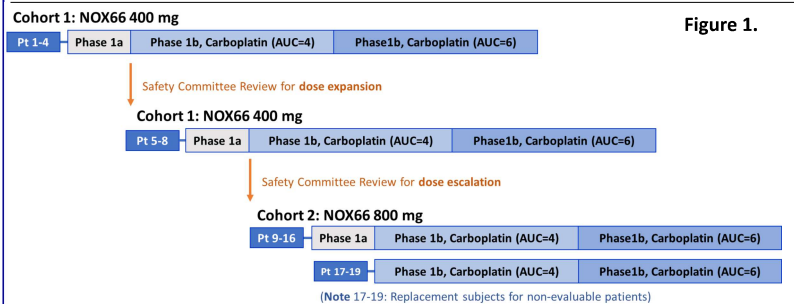 Figure 1.
Cohort 1: NOX66 400 mg
Pt 1-4 Phase 1a Phase 1b, Carboplatin (AUC=4) Phase1b, Carboplatin (AUC=6)
Safety Committee Review for dose expansion
Cohort 1: NOX66 400 mg
Pt 5-8 Phase 1a Phase 1b, Carboplatin (AUC=4) Phase1b, Carboplatin (AUC=6)
Safety Committee Review for dose escalation
Cohort 2: NOX66 800 mg
Pt 9-16 Phase 1a Phase 1b, Carboplatin (AUC=4) Phase1b, Carboplatin (AUC=6)
Pt 17-19 Phase 1b, Carboplatin (AUC=4) Phase1b, Carboplatin (AUC=6)
(Note 17-19: Replacement subjects for non-evaluable patients)